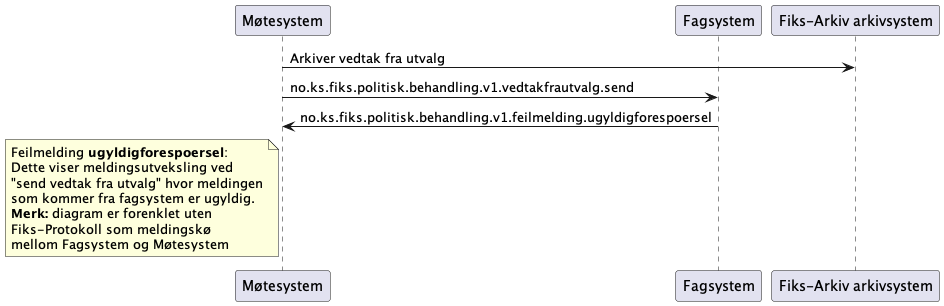 Møtesystem
Fagsystem
Fiks-Arkiv arkivsystem
Arkiver vedtak fra utvalg
no.ks.fiks.politisk.behandling.v1.vedtakfrautvalg.send
no.ks.fiks.politisk.behandling.v1.feilmelding.ugyldigforespoersel
Feilmelding ugyldigforespoersel:
Dette viser meldingsutveksling ved
"send vedtak fra utvalg" hvor meldingen
som kommer fra fagsystem er ugyldig.
Merk: diagram er forenklet uten
Fiks-Protokoll som meldingskø
mellom Fagsystem og Møtesystem
Møtesystem
Fagsystem
Fiks-Arkiv arkivsystem